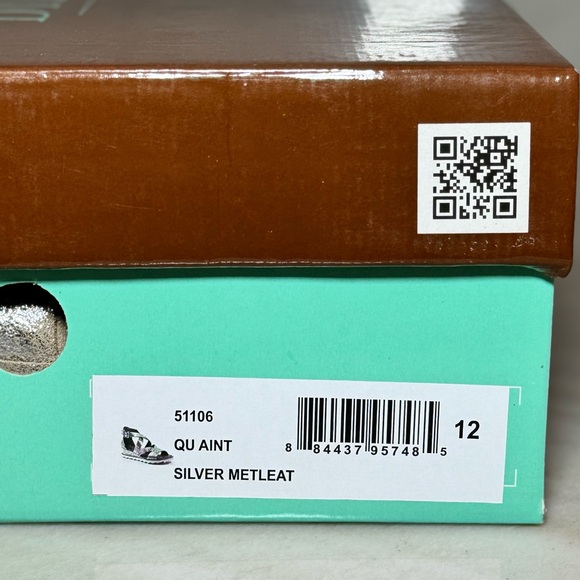 51106
QU AINT
SILVER METLEAT
8 84437 95748 5
12